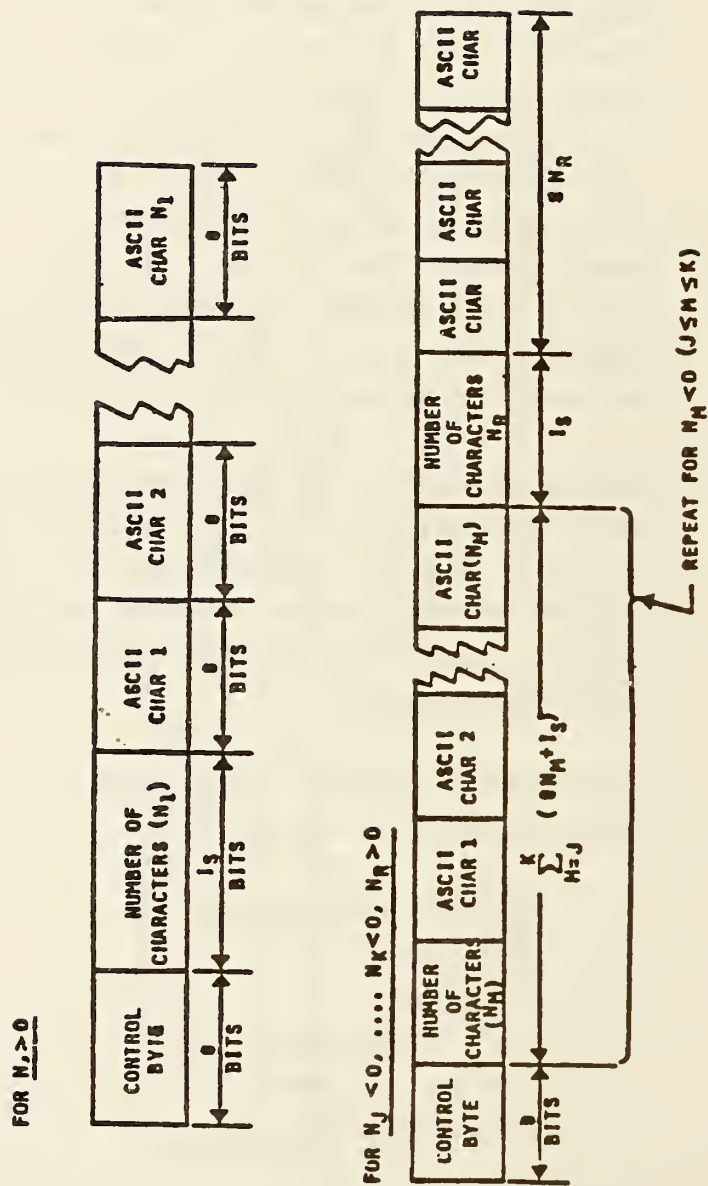 FOR N,>0
CONTROL
BYTE
NUMBER OF
CHARACTERS (N1)
ASCII
CHAR 1
ASCII
CHAR 2
ASCII
CHAR N1
8
BITS
IS
BITS
8
BITS
8
BITS
8
BITS
FOR NJ <0, .... NK<0, NR>0
CONTROL
BYTE
NUMBER
OF
CHARACTERS
(NM)
ASCII
CHAR 1
ASCII
CHAR 2
ASCII
CHAR(NM)
NUMBER
OF
CHARACTERS
NR
ASCII
CHAR
ASCII
CHAR
ASCII
CHAR
8
BITS
K
∑ (8NM+IS)
M=J
IS
8 NR
REPEAT FOR NM<0 (J≤M≤K)